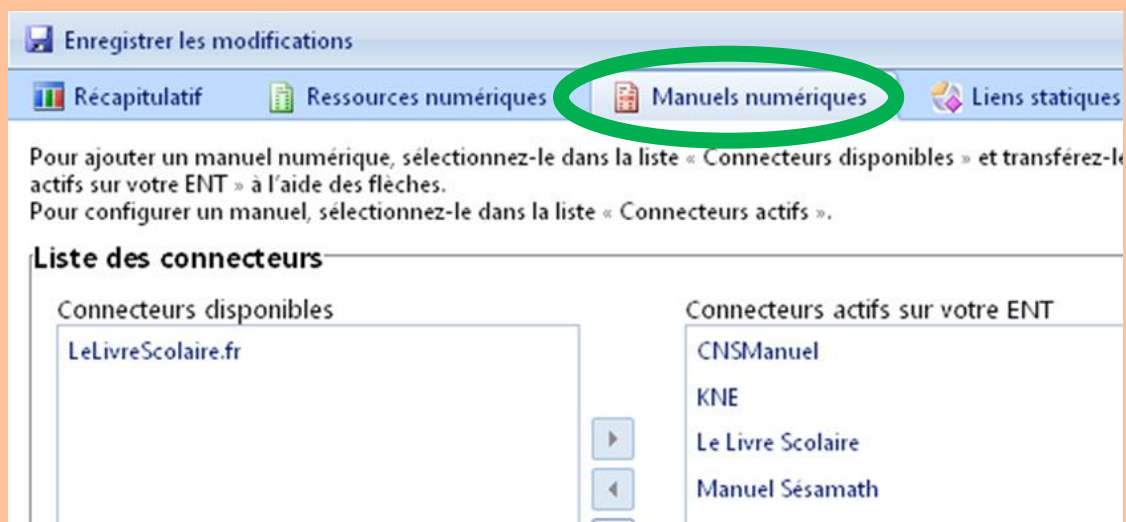 Enregistrer les modifications
Récapitulatif Ressources numériques Manuels numériques Liens statiques
Pour ajouter un manuel numérique, sélectionnez-le dans la liste « Connecteurs disponibles » et transférez-le
actifs sur votre ENT » à l'aide des flèches.
Pour configurer un manuel, sélectionnez-le dans la liste « Connecteurs actifs ».
Liste des connecteurs
Connecteurs disponibles Connecteurs actifs sur votre ENT
LeLivreScolaire.fr CNSManuel
KNE
Le Livre Scolaire
Manuel Sésamath